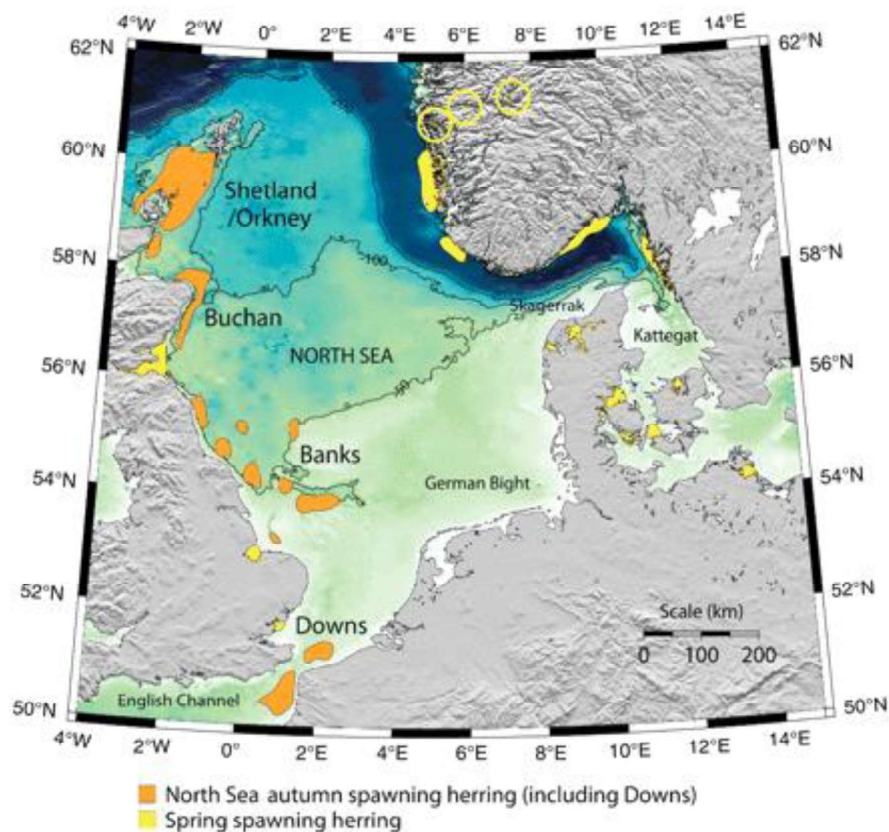 4°W 2°W 0° 2°E 4°E 6°E 8°E 10°E 12°E 14°E
62°N 62°N
60°N 60°N
Shetland
/Orkney
58°N 58°N
100
Skagerrak
Buchan
Kattegat
NORTH SEA
56°N 56°N
50
Banks
German Bight
54°N 54°N
52°N 52°N
Scale (km)
Downs
0 100 200
English Channel
50°N 50°N
4°W 2°W 0° 2°E 4°E 6°E 8°E 10°E 12°E 14°E
North Sea autumn spawning herring (including Downs)
Spring spawning herring